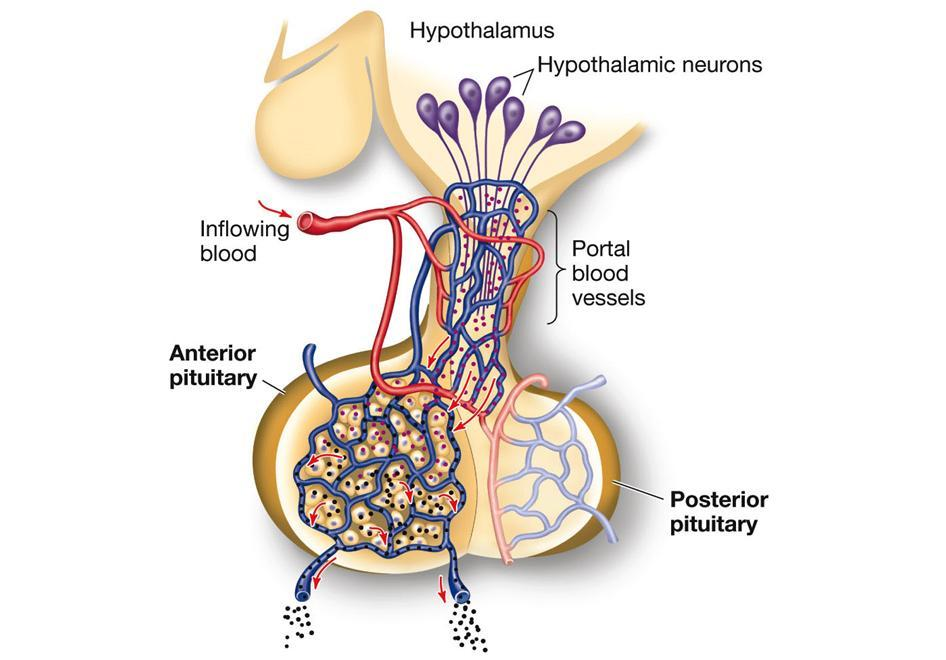 Hypothalamus
Hypothalamic neurons
Inflowing
blood
Portal
blood
vessels
Anterior
pituitary
Posterior
pituitary